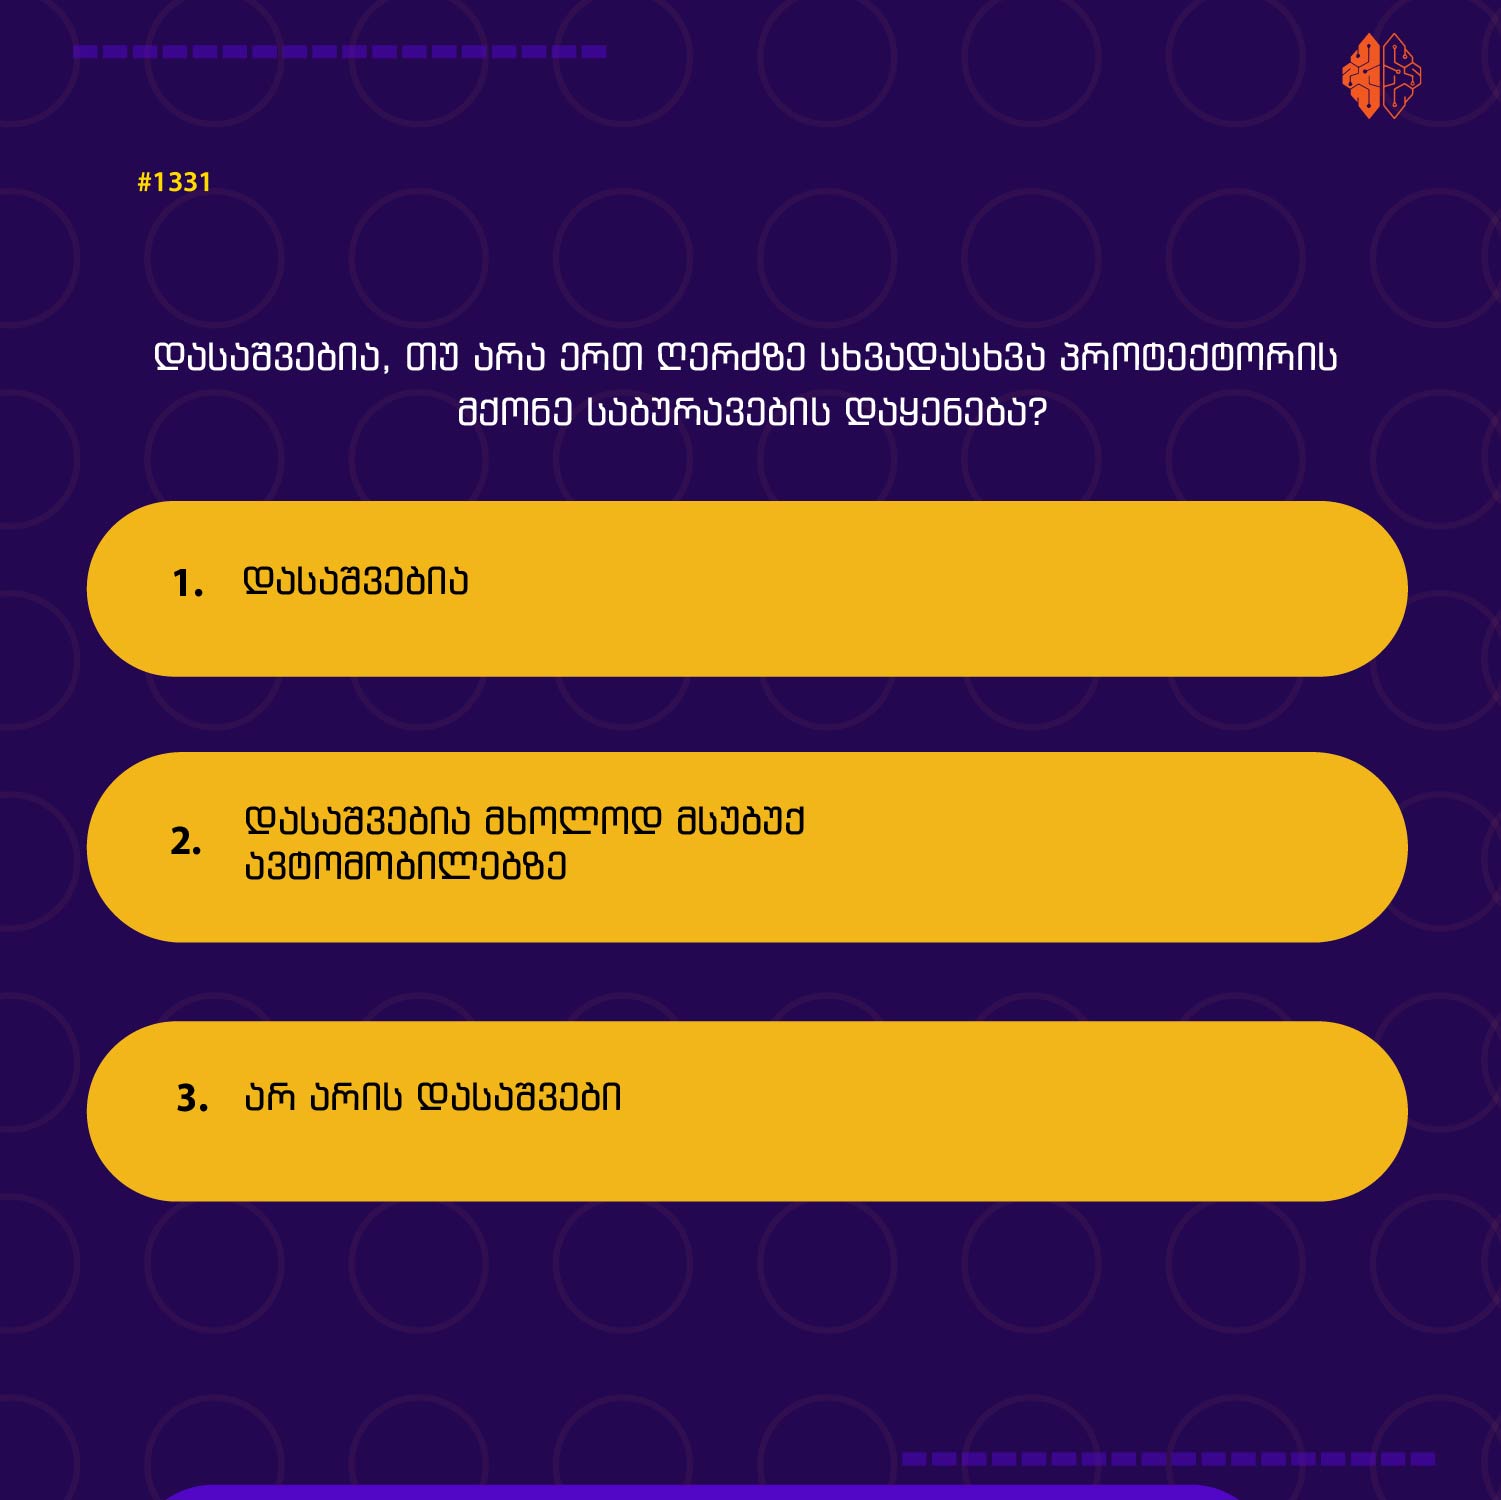 #1331
დასაშვებია, თუ არა ერთ ღერძზე სხვადასხვა პროტექტორის
მქონე საბურავების დაყენება?
1. დასაშვებია
2. დასაშვებია მხოლოდ მსუბუქ
ავტომობილებზე
3. არ არის დასაშვები